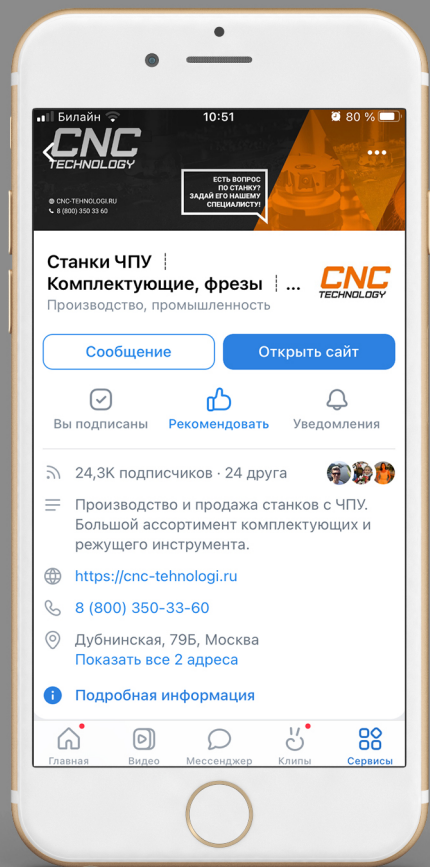 Билайн 10:51 80 %
CNC
TECHNOLOGY
ЕСТЬ ВОПРОС
ПО СТАНКУ?
ЗАДАЙ ЕГО НАШЕМУ
СПЕЦИАЛИСТУ!
CNC-TEHNOLOGI.RU
8 (800) 350 33 60
Станки ЧПУ
Комплектующие, фрезы ...
CNC
TECHNOLOGY
Производство, промышленность
Сообщение Открыть сайт
Вы подписаны Рекомендовать Уведомления
24,3K подписчиков · 24 друга
Производство и продажа станков с ЧПУ.
Большой ассортимент комплектующих и
режущего инструмента.
https://cnc-tehnologi.ru
8 (800) 350-33-60
Дубнинская, 79Б, Москва
Показать все 2 адреса
Подробная информация
Главная Видео Мессенджер Клипы Сервисы